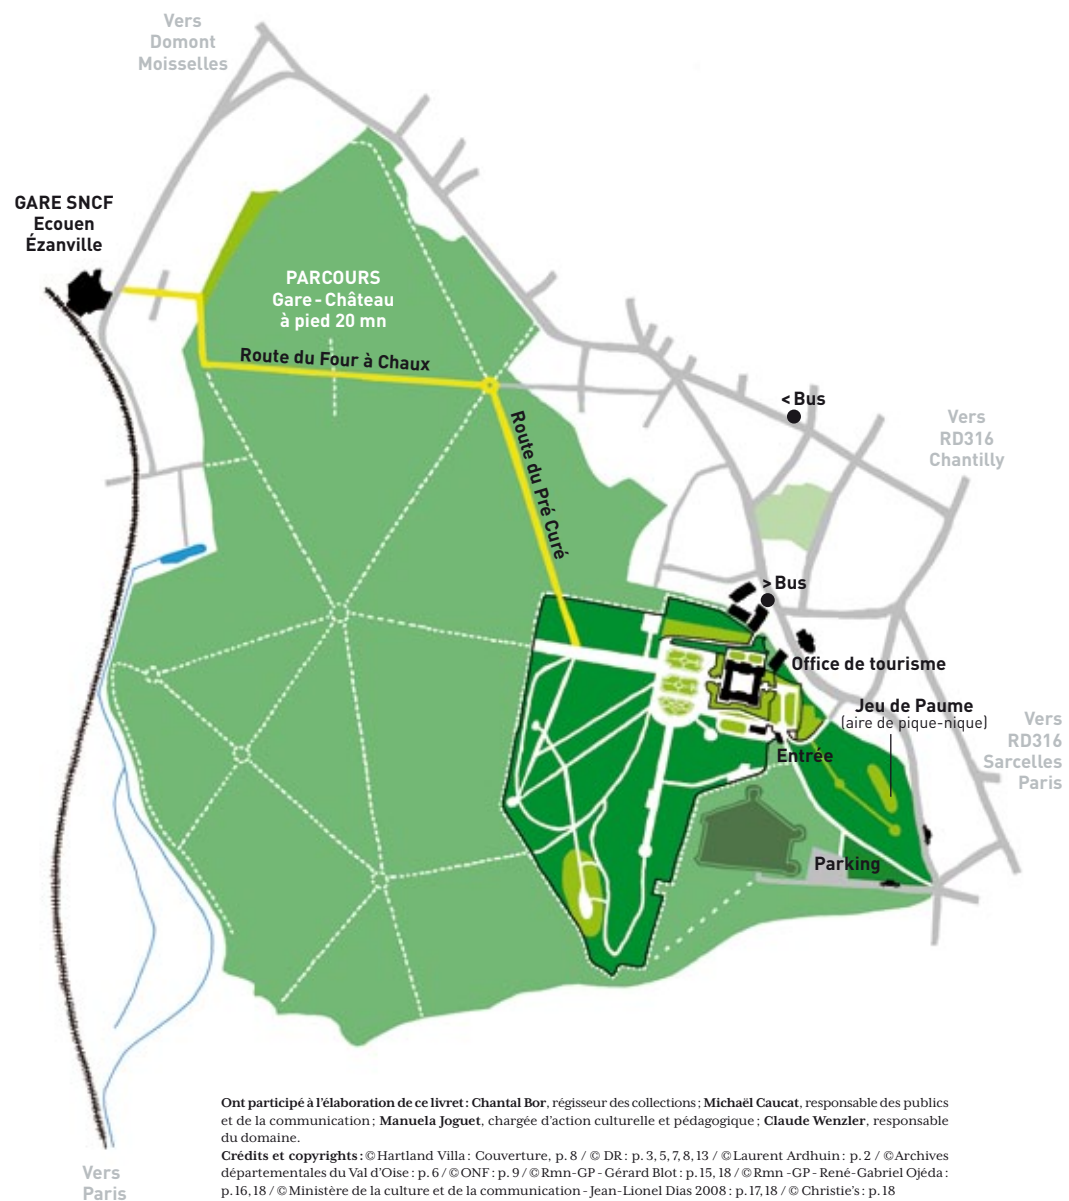 Vers
Domont
Moisselles
GARE SNCF
Ecouen
Ézanville
PARCOURS
Gare - Château
à pied 20 mn
Route du Four à Chaux
Route du Pré Curé
< Bus
Vers
RD316
Chantilly
> Bus
Office de tourisme
Jeu de Paume
(aire de pique-nique)
Vers
RD316
Sarcelles
Paris
Entrée
Parking
Vers
Paris
Ont participé à l'élaboration de ce livret : Chantal Bor, régisseur des collections ; Michaël Caucat, responsable des publics
et de la communication ; Manuela Joguet, chargée d'action culturelle et pédagogique ; Claude Wenzler, responsable
du domaine.
Crédits et copyrights : © Hartland Villa : Couverture, p. 8 / © DR : p. 3, 5, 7, 8, 13 / © Laurent Ardhuin : p. 2 / © Archives
départementales du Val d'Oise : p. 6 / © ONF : p. 9 / © Rmn-GP - Gérard Blot : p. 15, 18 / © Rmn -GP - René-Gabriel Ojéda :
p. 16, 18 / © Ministère de la culture et de la communication - Jean-Lionel Dias 2008 : p. 17, 18 / © Christie's : p. 18